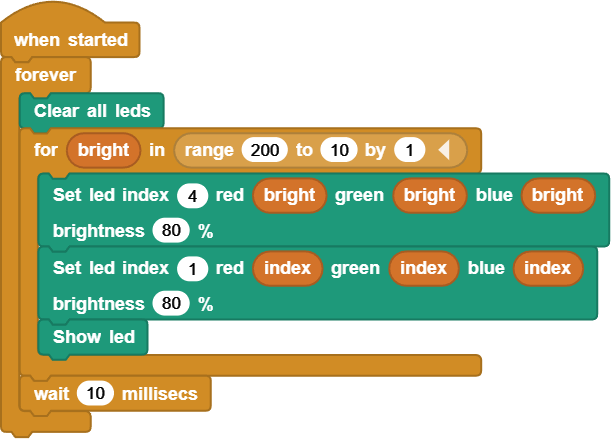 when started
forever
Clear all leds
for bright in range 200 to 10 by 1
Set led index 4 red bright green bright blue bright
brightness 80 %
Set led index 1 red index green index blue index
brightness 80 %
Show led
wait 10 millisecs